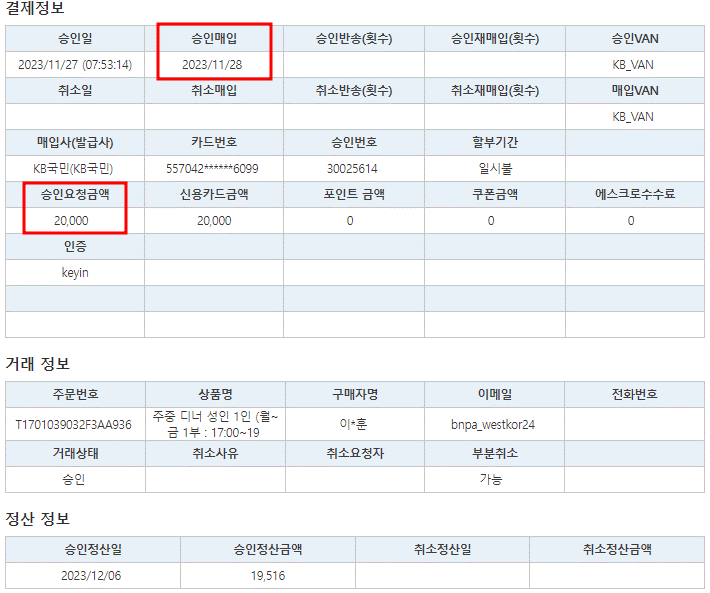 결제정보
승인일 승인매입 승인반송(횟수) 승인재매입(횟수) 승인VAN
2023/11/27 (07:53:14) 2023/11/28 KB_VAN
취소일 취소매입 취소반송(횟수) 취소재매입(횟수) 매입VAN
KB_VAN
매입사(발급사) 카드번호 승인번호 할부기간
KB국민(KB국민) 557042******6099 30025614 일시불
승인요청금액 신용카드금액 포인트 금액 쿠폰금액 에스크로수수료
20,000 20,000 0 0 0
인증
keyin
거래 정보
주문번호 상품명 구매자명 이메일 전화번호
T1701039032F3AA936 주중 디너 성인 1인 (월~ 이*훈 bnpa_westkor24
금 1부 : 17:00~19
거래상태 취소사유 취소요청자 부분취소
승인 가능
정산 정보
승인정산일 승인정산금액 취소정산일 취소정산금액
2023/12/06 19,516